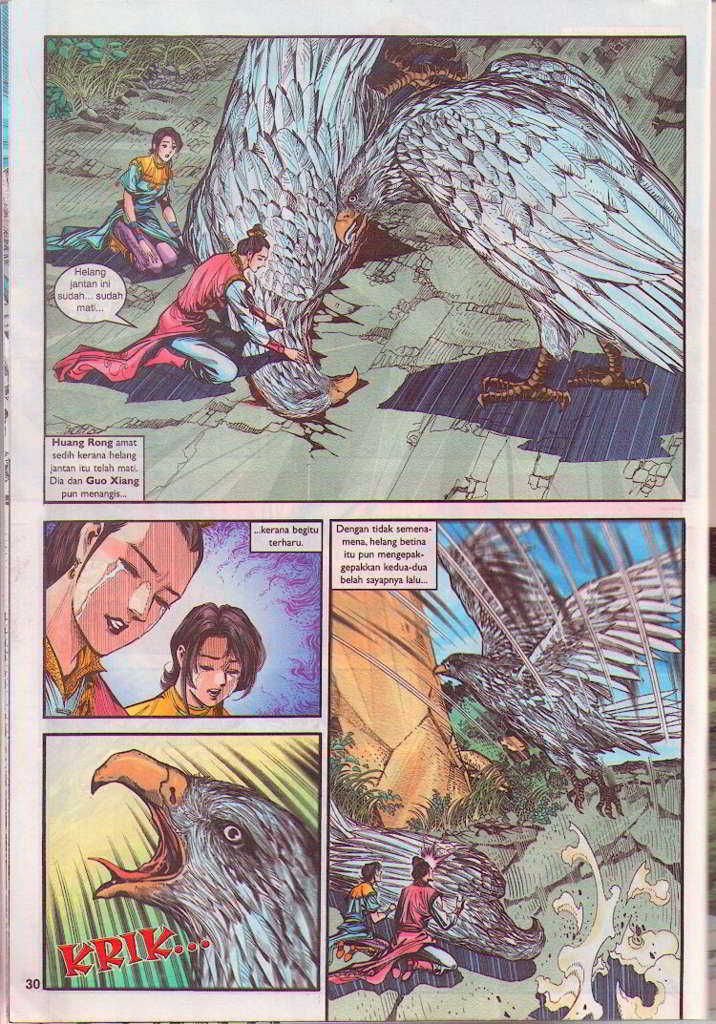 Helang
jantan ini
sudah... sudah
mati...
Huang Rong amat
sedih kerana helang
jantan itu telah mati.
Dia dan Guo Xiang
pun menangis...
...kerana begitu
terharu.
Dengan tidak semena-
mena, helang betina
itu pun mengepak-
gepakkan kedua-dua
belah sayapnya lalu...
KRIK...
30